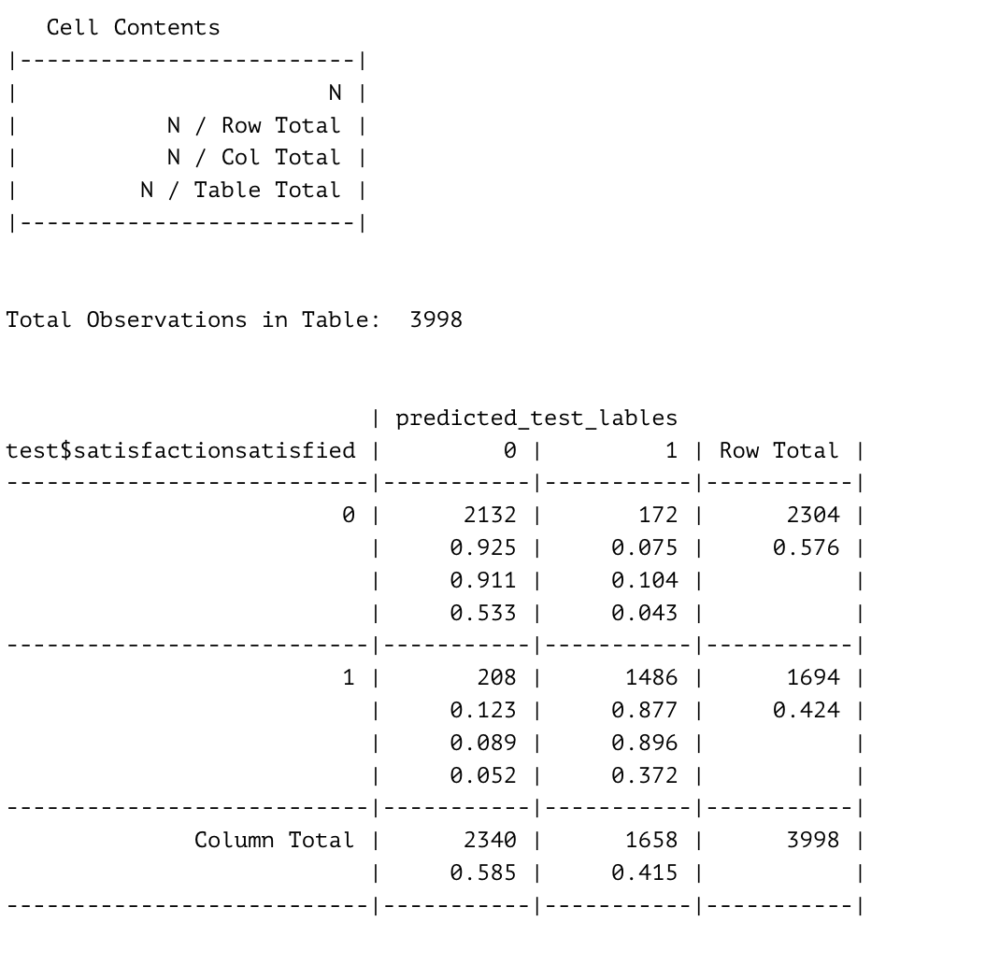 Cell Contents
|-------------------------|
|                       N |
|           N / Row Total |
|           N / Col Total |
|         N / Table Total |
|-------------------------|
Total Observations in Table:  3998
                           | predicted_test_lables
test$satisfactionsatisfied |         0 |         1 | Row Total |
---------------------------|-----------|-----------|-----------|
                         0 |      2132 |       172 |      2304 |
                           |     0.925 |     0.075 |     0.576 |
                           |     0.911 |     0.104 |           |
                           |     0.533 |     0.043 |           |
---------------------------|-----------|-----------|-----------|
                         1 |       208 |      1486 |      1694 |
                           |     0.123 |     0.877 |     0.424 |
                           |     0.089 |     0.896 |           |
                           |     0.052 |     0.372 |           |
---------------------------|-----------|-----------|-----------|
              Column Total |      2340 |      1658 |      3998 |
                           |     0.585 |     0.415 |           |
---------------------------|-----------|-----------|-----------|